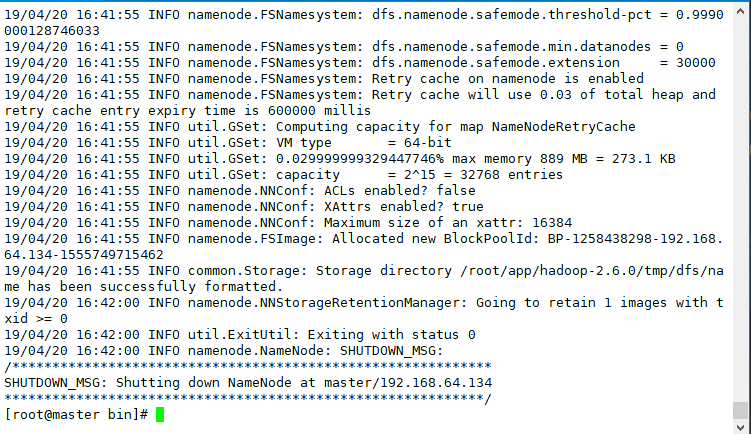 19/04/20 16:41:55 INFO namenode.FSNamesystem: dfs.namenode.safemode.threshold-pct = 0.9990
000128746033
19/04/20 16:41:55 INFO namenode.FSNamesystem: dfs.namenode.safemode.min.datanodes = 0
19/04/20 16:41:55 INFO namenode.FSNamesystem: dfs.namenode.safemode.extension     = 30000
19/04/20 16:41:55 INFO namenode.FSNamesystem: Retry cache on namenode is enabled
19/04/20 16:41:55 INFO namenode.FSNamesystem: Retry cache will use 0.03 of total heap and
retry cache entry expiry time is 600000 millis
19/04/20 16:41:55 INFO util.GSet: Computing capacity for map NameNodeRetryCache
19/04/20 16:41:55 INFO util.GSet: VM type       = 64-bit
19/04/20 16:41:55 INFO util.GSet: 0.029999999329447746% max memory 889 MB = 273.1 KB
19/04/20 16:41:55 INFO util.GSet: capacity      = 2^15 = 32768 entries
19/04/20 16:41:55 INFO namenode.NNConf: ACLs enabled? false
19/04/20 16:41:55 INFO namenode.NNConf: XAttrs enabled? true
19/04/20 16:41:55 INFO namenode.NNConf: Maximum size of an xattr: 16384
19/04/20 16:41:55 INFO namenode.FSImage: Allocated new BlockPoolId: BP-1258438298-192.168.
64.134-1555749715462
19/04/20 16:41:55 INFO common.Storage: Storage directory /root/app/hadoop-2.6.0/tmp/dfs/na
me has been successfully formatted.
19/04/20 16:42:00 INFO namenode.NNStorageRetentionManager: Going to retain 1 images with t
xid >= 0
19/04/20 16:42:00 INFO util.ExitUtil: Exiting with status 0
19/04/20 16:42:00 INFO namenode.NameNode: SHUTDOWN_MSG:
/************************************************************
SHUTDOWN_MSG: Shutting down NameNode at master/192.168.64.134
************************************************************/
[root@master bin]#